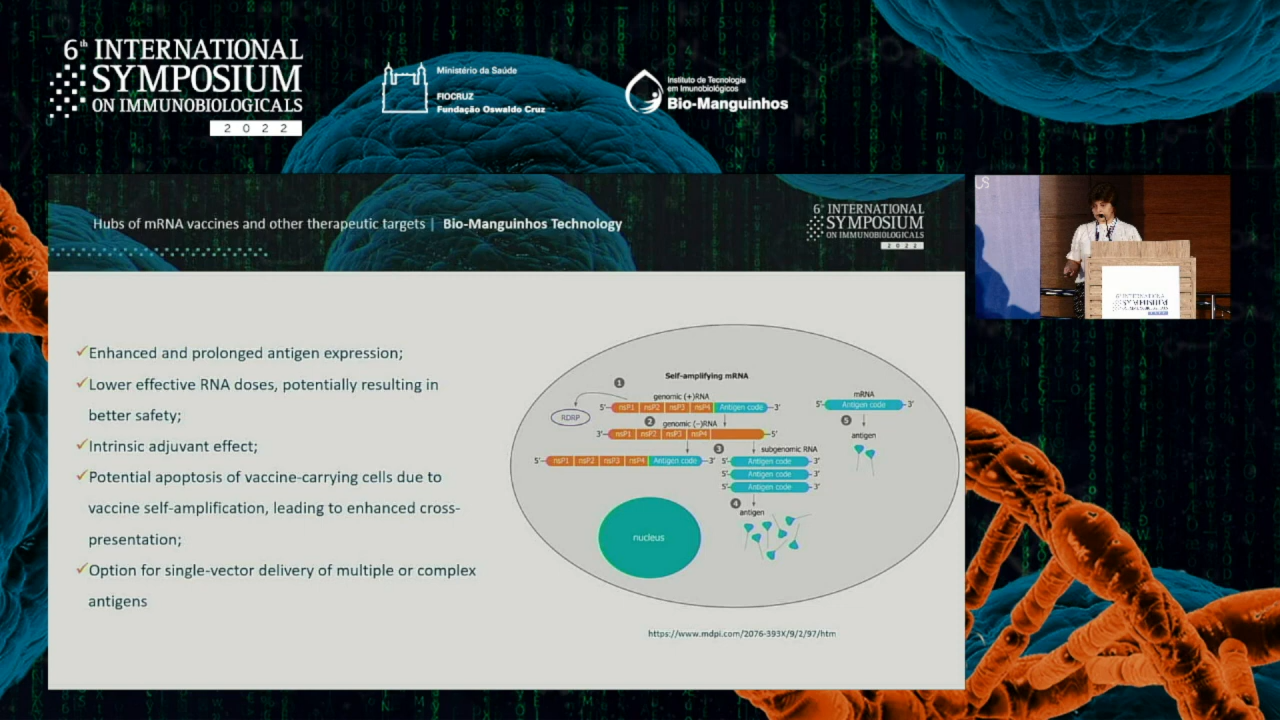 6th INTERNATIONAL
SYMPOSIUM
ON IMMUNOBIOLOGICALS
2022
Ministério da Saúde
FIOCRUZ
Fundação Oswaldo Cruz
Instituto de Tecnologia
em Imunobiológicos
Bio-Manguinhos
Hubs of mRNA vaccines and other therapeutic targets | Bio-Manguinhos Technology
6th INTERNATIONAL
SYMPOSIUM
ON IMMUNOBIOLOGICALS
2022
✓Enhanced and prolonged antigen expression;
✓Lower effective RNA doses, potentially resulting in
better safety;
✓Intrinsic adjuvant effect;
✓Potential apoptosis of vaccine-carrying cells due to
vaccine self-amplification, leading to enhanced cross-
presentation;
✓Option for single-vector delivery of multiple or complex
antigens
Self-amplifying mRNA
1
genomic (+)RNA
RDRP
5' nsP1 nsP2 nsP3 nsP4 Antigen code 3'
2 genomic (−)RNA
3' nsP1 nsP2 nsP3 nsP4 5'
5' nsP1 nsP2 nsP3 nsP4 Antigen code 3'
3 subgenomic RNA
5' Antigen code 3'
5' Antigen code 3'
5' Antigen code 3'
4
antigen
mRNA
5' Antigen code 3'
5
antigen
nucleus
https://www.mdpi.com/2076-393X/9/2/97/htm
CS
SYMPOSIUM